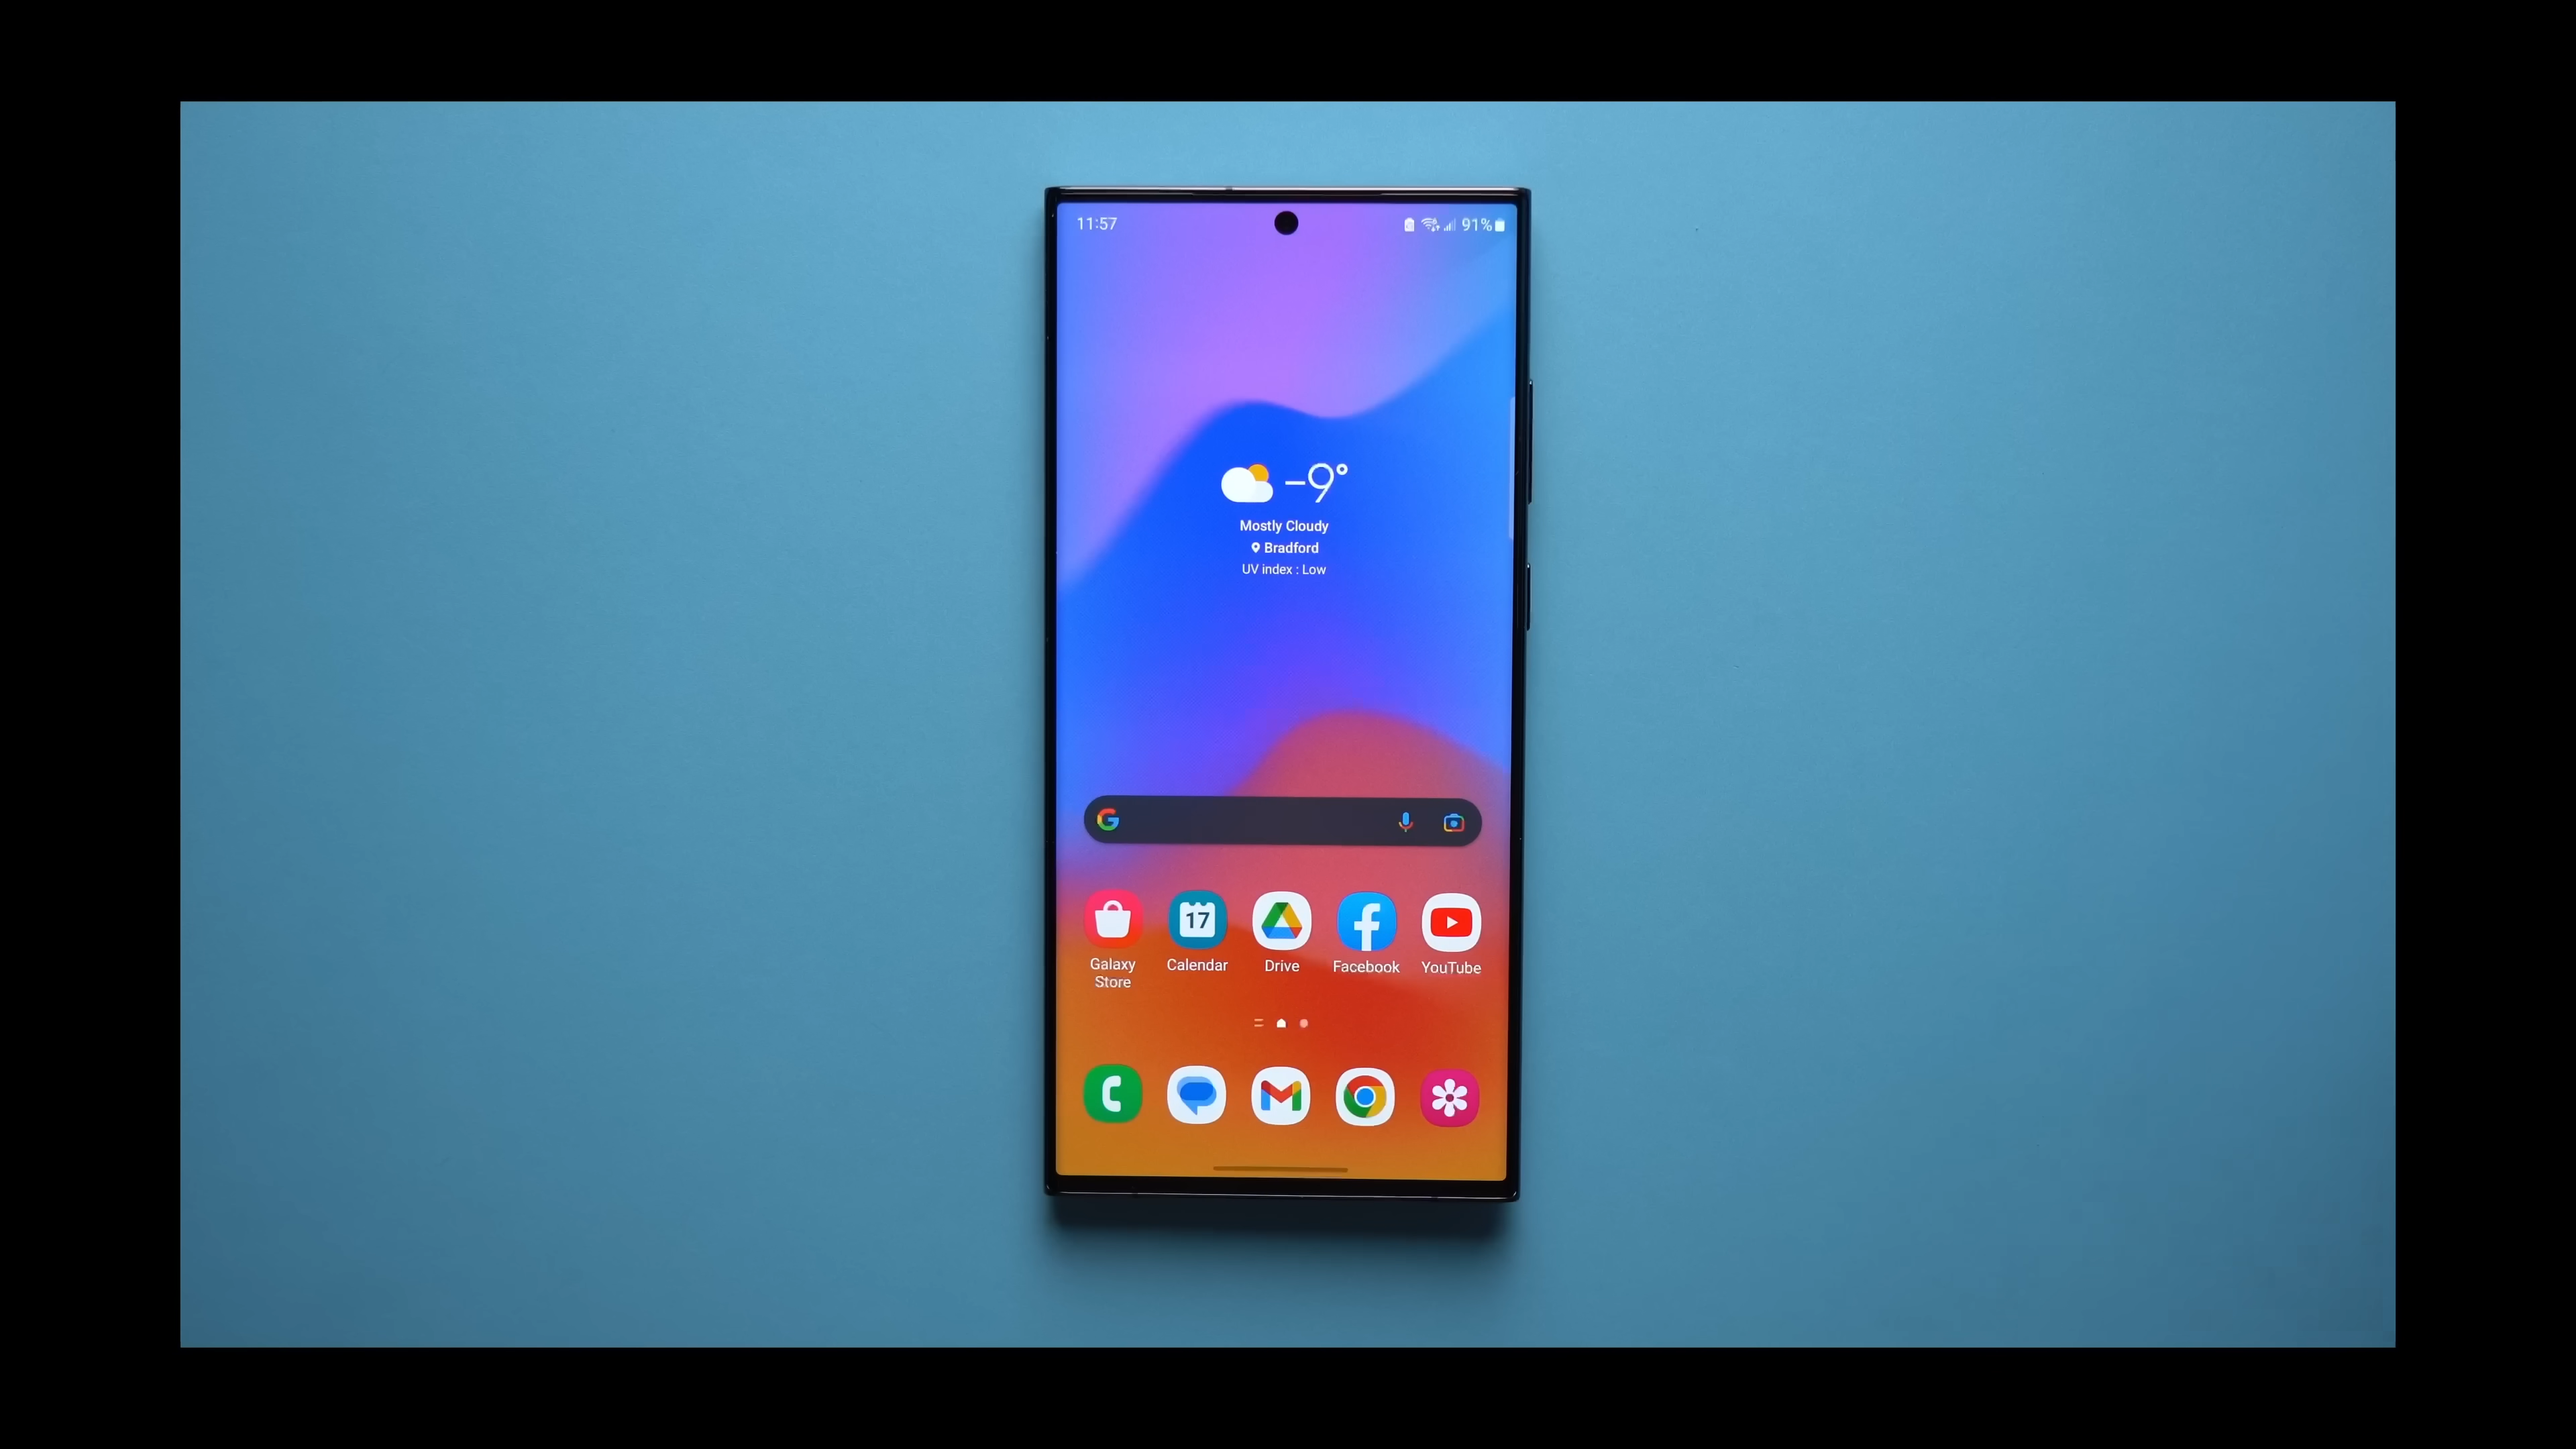 11:57
91%
-9°
Mostly Cloudy
Bradford
UV index : Low
17
Galaxy Store
Calendar
Drive
Facebook
YouTube